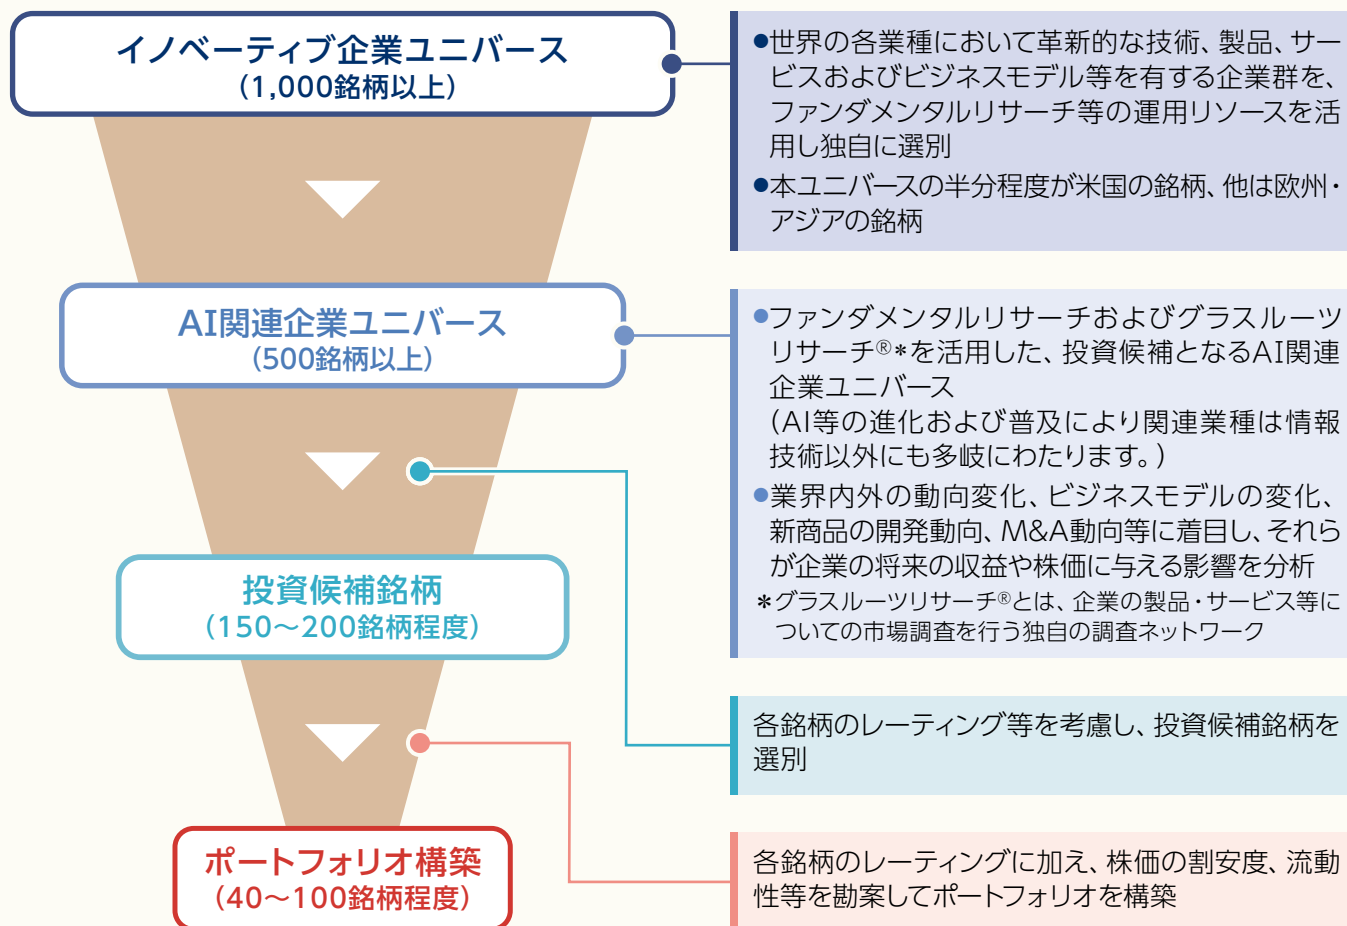 イノベーティブ企業ユニバース
(1,000銘柄以上)
●世界の各業種において革新的な技術、製品、サー
ビスおよびビジネスモデル等を有する企業群を、
ファンダメンタルリサーチ等の運用リソースを活
用し独自に選別
●本ユニバースの半分程度が米国の銘柄、他は欧州・
アジアの銘柄
AI関連企業ユニバース
(500銘柄以上)
●ファンダメンタルリサーチおよびグラスルーツ
リサーチ®*を活用した、投資候補となるAI関連
企業ユニバース
(AI等の進化および普及により関連業種は情報
技術以外にも多岐にわたります。)
●業界内外の動向変化、ビジネスモデルの変化、
新商品の開発動向、M&A動向等に着目し、それら
が企業の将来の収益や株価に与える影響を分析
*グラスルーツリサーチ®とは、企業の製品・サービス等に
ついての市場調査を行う独自の調査ネットワーク
投資候補銘柄
(150～200銘柄程度)
各銘柄のレーティング等を考慮し、投資候補銘柄を
選別
ポートフォリオ構築
(40～100銘柄程度)
各銘柄のレーティングに加え、株価の割安度、流動
性等を勘案してポートフォリオを構築